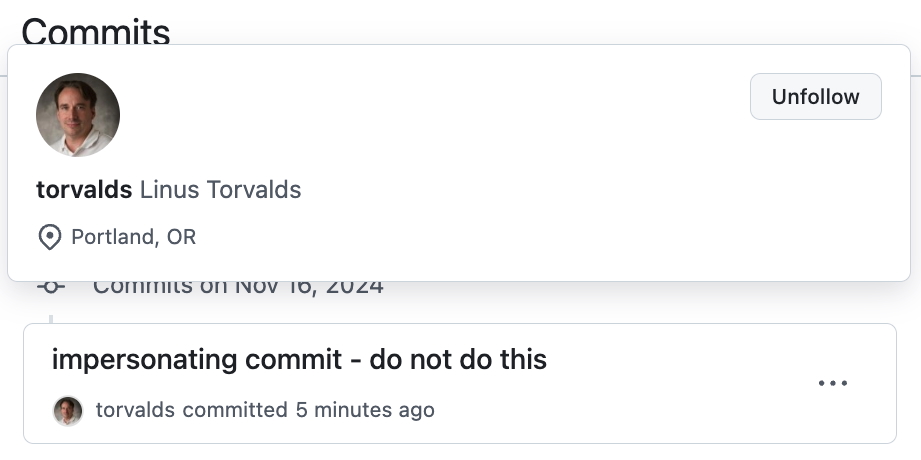 Commits
Unfollow
torvalds Linus Torvalds
Portland, OR
Commits on Nov 16, 2024
impersonating commit - do not do this
torvalds committed 5 minutes ago